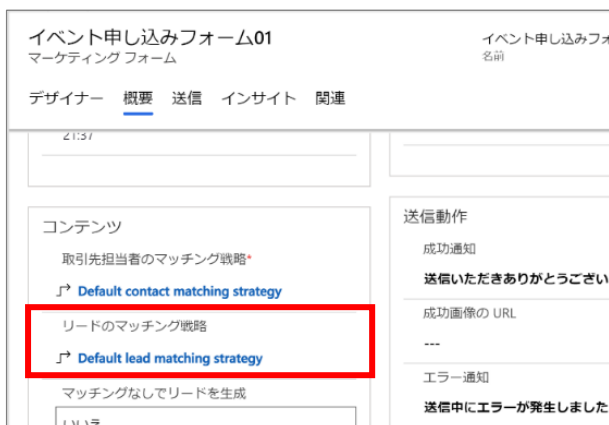 イベント申し込みフォーム01
マーケティング フォーム
イベント申し込みフォ
名前
デザイナー 概要 送信 インサイト 関連
21:37
コンテンツ
取引先担当者のマッチング戦略*
Default contact matching strategy
リードのマッチング戦略
Default lead matching strategy
マッチングなしでリードを生成
いいえ
送信動作
成功通知
送信いただきありがとうござい
成功画像の URL
---
エラー通知
送信中にエラーが発生しました